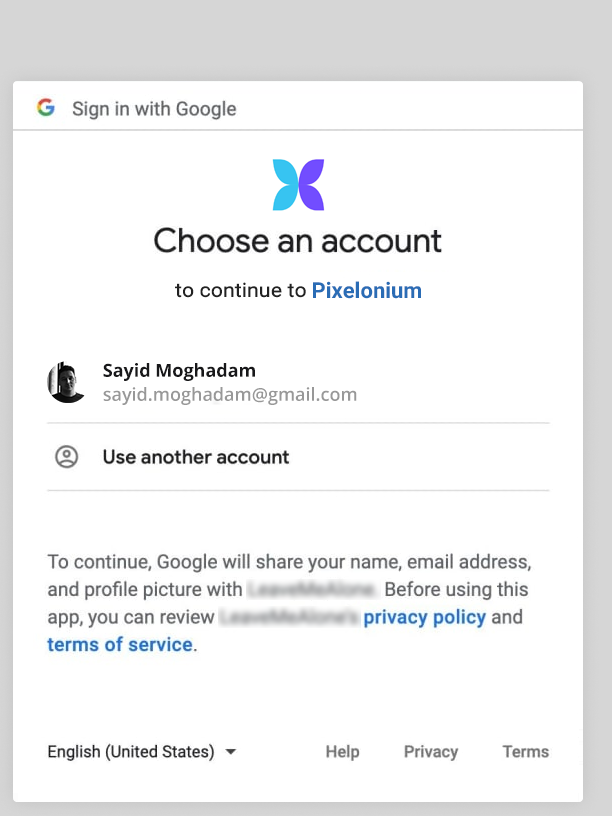 Sign in with Google
Choose an account
to continue to Pixelonium
Sayid Moghadam
sayid.moghadam@gmail.com
Use another account
To continue, Google will share your name, email address,
and profile picture with LeaveMeAlone. Before using this
app, you can review LeaveMeAlone's privacy policy and
terms of service.
English (United States)
Help Privacy Terms